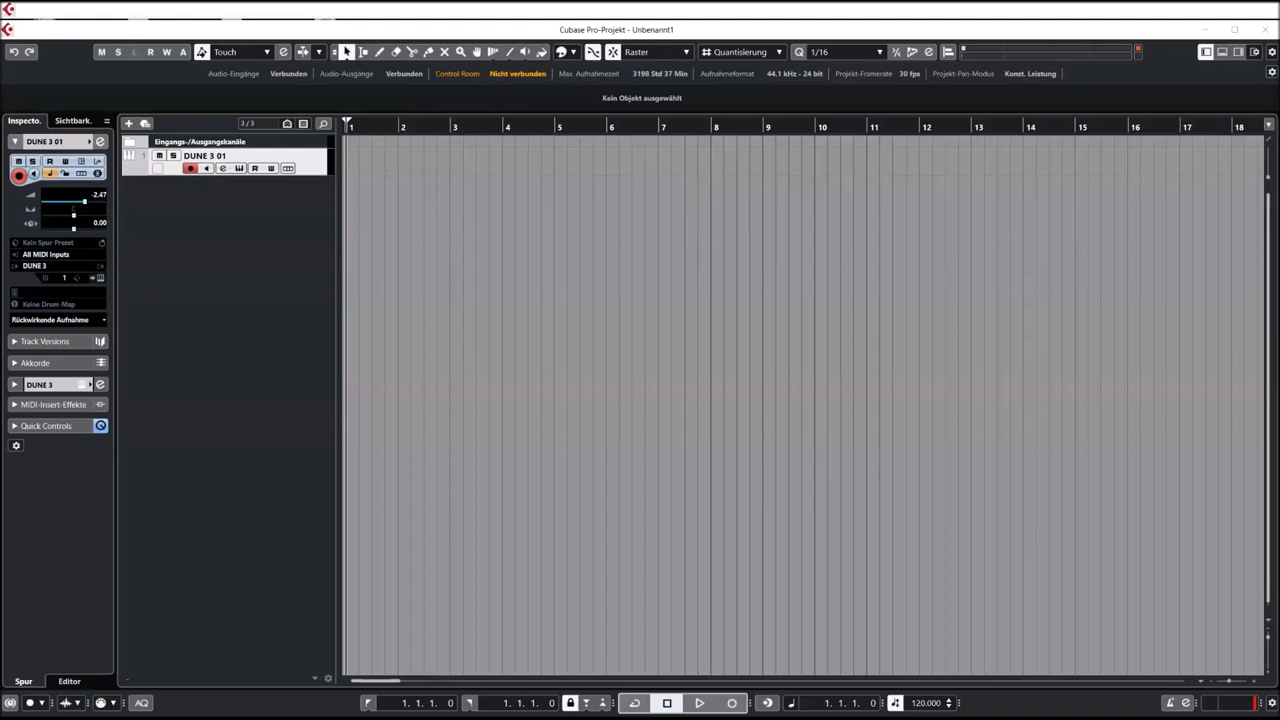 Cubase Pro-Projekt - Unbenannt1
M S L R W A Touch Raster Quantisierung Q 1/16
Audio-Eingänge Verbunden Audio-Ausgänge Verbunden Control Room Nicht verbunden Max. Aufnahmezeit 3198 Std 37 Min Aufnahmeformat 44.1 kHz - 24 bit Projekt-Framerate 30 fps Projekt-Pan-Modus Konst. Leistung
Kein Objekt ausgewählt
Inspecto. Sichtbark. 3/3 1 2 3 4 5 6 7 8 9 10 11 12 13 14 15 16 17 18
DUNE 3 01 e
Eingangs-/Ausgangskanäle
M S R W
1 M S DUNE 3 01
e R W
-2.47
C
0.00
Kein Spur-Preset
All MIDI Inputs
DUNE 3
1
Keine Drum-Map
Rückwirkende Aufnahme
Track Versions
Akkorde
DUNE 3 e
MIDI-Insert-Effekte
Quick Controls
Spur Editor
AQ 1. 1. 1. 0 1. 1. 1. 0 1. 1. 1. 0 120.000